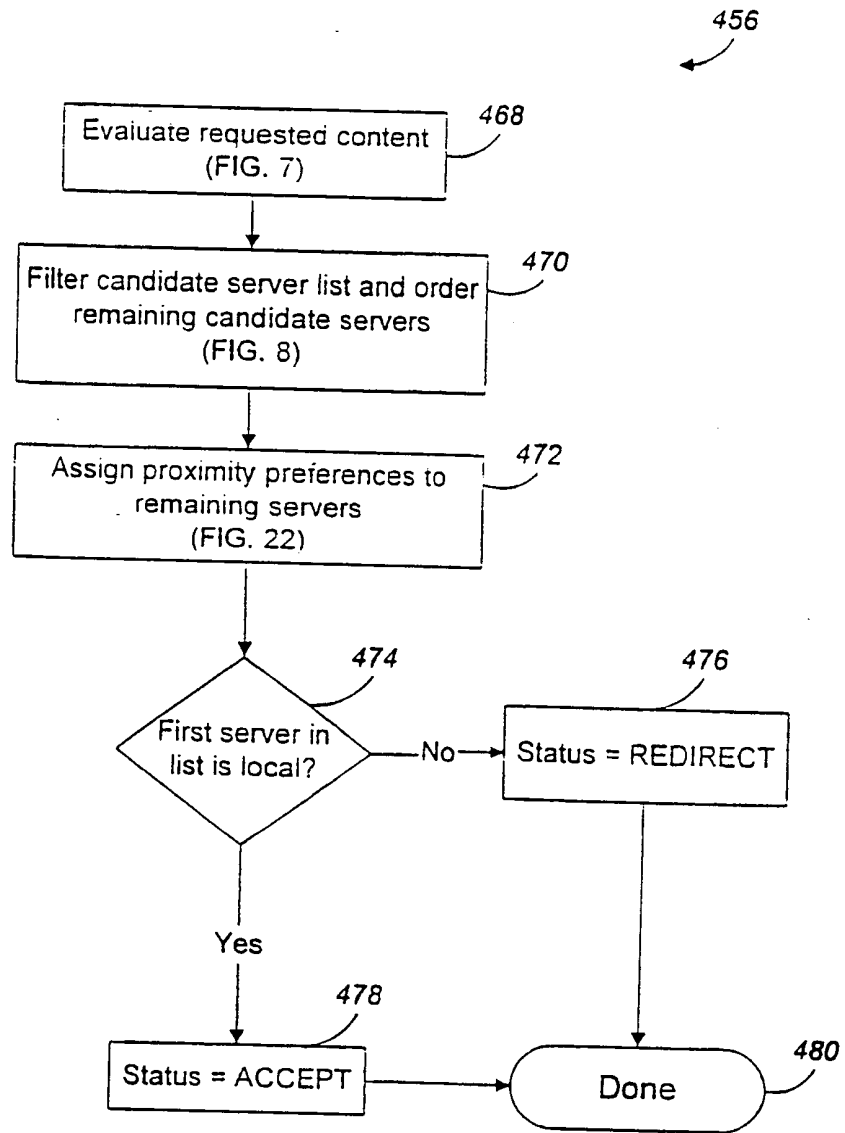 456
468
Evaluate requested content
(FIG. 7)
470
Filter candidate server list and order
remaining candidate servers
(FIG. 8)
472
Assign proximity preferences to
remaining servers
(FIG. 22)
474
First server in
list is local?
No
476
Status = REDIRECT
Yes
478
Status = ACCEPT
480
Done